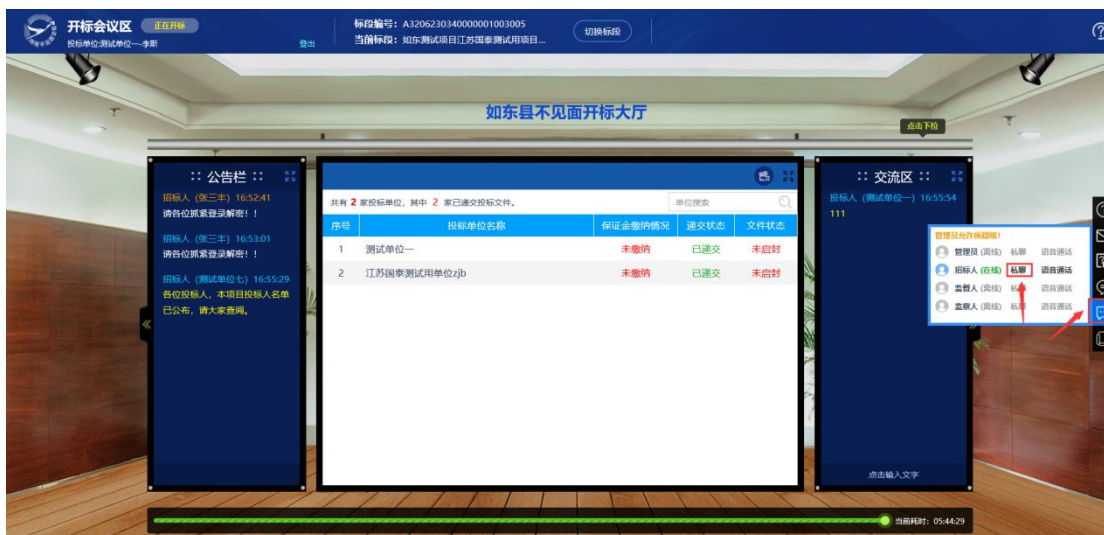 开标会议区
正在开标
投标单位:测试单位一-李斯
登出
标段编号：A3206230340000001003005
当前标段：如东测试项目江苏国泰测试用项目...
切换标段
如东县不见面开标大厅
点击下拉
:: 公告栏 ::
招标人（张三丰）16:52:41
请各位抓紧登录解密！！
招标人（张三丰）16:53:01
请各位抓紧登录解密！！
招标人（测试单位七）16:55:29
各位投标人，本项目投标人名单
已公布，请大家查阅。
共有 2 家投标单位，其中 2 家已递交投标文件。
单位搜索
序号 投标单位名称 保证金缴纳情况 递交状态 文件状态
1 测试单位一 未缴纳 已递交 未启封
2 江苏国泰测试用单位zjb 未缴纳 已递交 未启封
:: 交流区 ::
投标人（测试单位一）16:55:54
111
管理员 (离线) 私聊 语音通话
招标人 (在线) 私聊 语音通话
监管人 (离线) 私聊 语音通话
监察人 (离线) 语音通话
点击输入文字
当前耗时：05:44:29